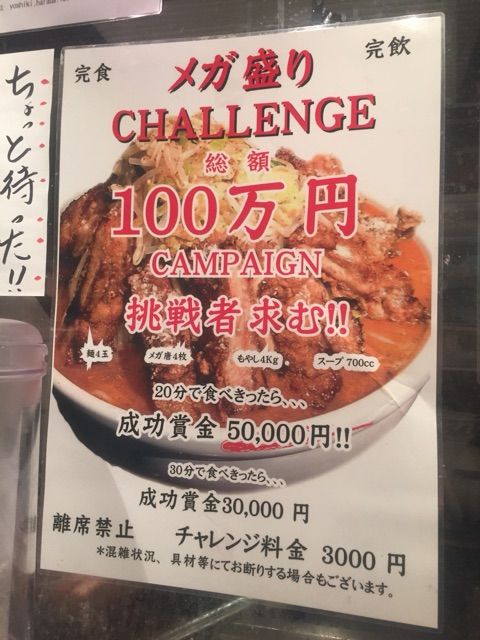 ちょっと待った!!
完食
メガ盛り
完飲
CHALLENGE
総額
100万円
CAMPAIGN
挑戦者求む!!
麺4玉
メガ唐4枚
もやし4Kg
スープ 700cc
20分で食べきったら、、、
成功賞金 50,000円!!
30分で食べきったら、、、
成功賞金30,000 円
離席禁止 チャレンジ料金 3000 円
*混雑状況、具材等にてお断りする場合もございます。